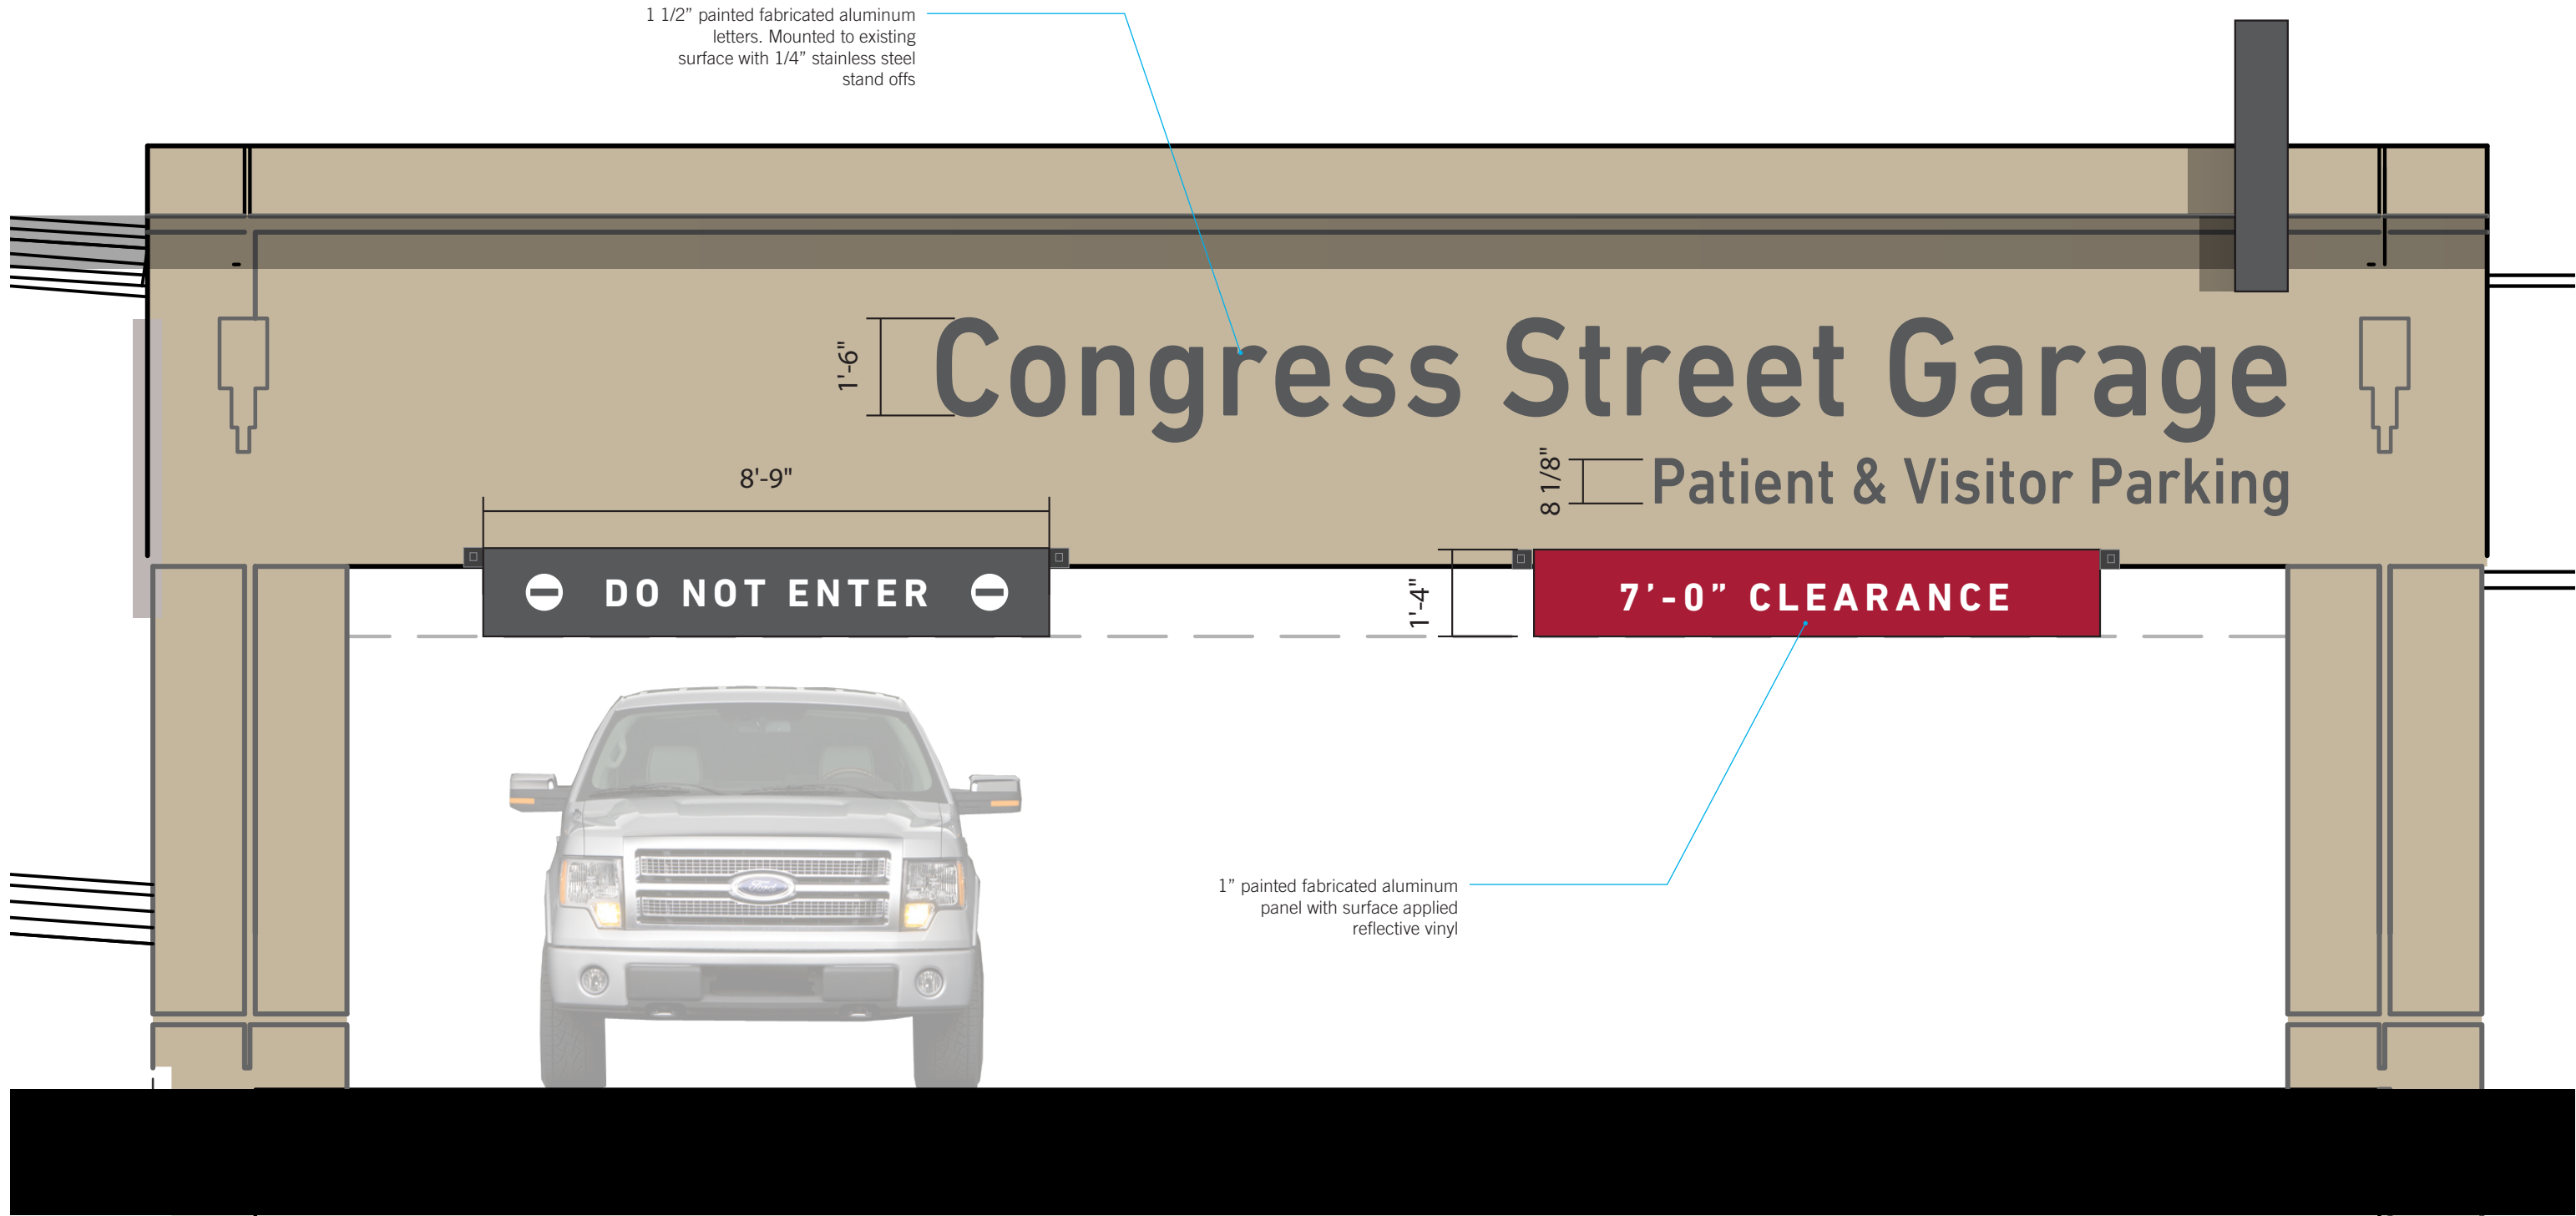 1 1/2” painted fabricated aluminum
letters. Mounted to existing
surface with 1/4” stainless steel
stand offs
1'-6"
Congress Street Garage
8 1/8"
Patient & Visitor Parking
8'-9"
DO NOT ENTER
1'-4"
7’-0” CLEARANCE
Ford
1” painted fabricated aluminum
panel with surface applied
reflective vinyl